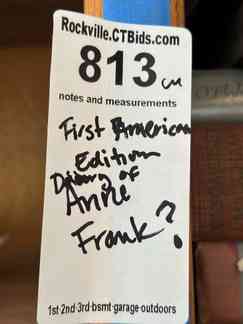 Rockville.CTBids.com
813 cm
notes and measurements
First American
Edition
Diary of
Anne
Frank?
1st·2nd·3rd·bsmt·garage·outdoors